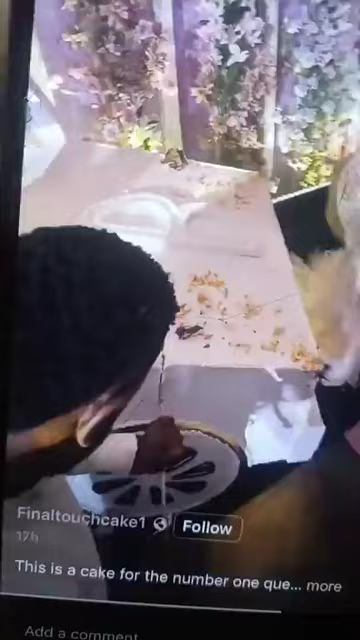 Finaltouchcake1
Follow
17h
This is a cake for the number one que... more
Add a comment